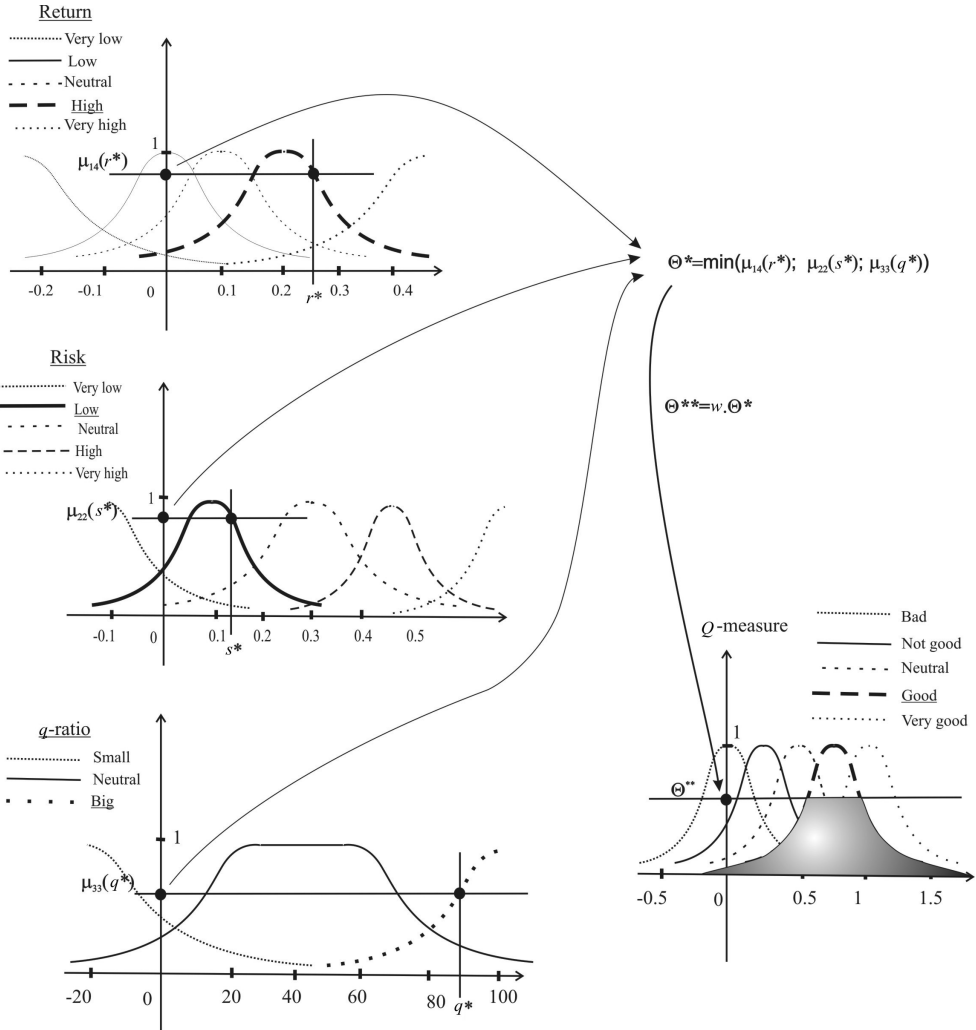 Return
Very low
Low
Neutral
High
Very high
1
μ₁₄(r*)
-0.2 -0.1 0 0.1 0.2 r* 0.3 0.4
Θ*=min(μ₁₄(r*); μ₂₂(s*); μ₃₃(q*))
Risk
Very low
Low
Neutral
High
Very high
1
μ₂₂(s*)
-0.1 0 0.1 s* 0.2 0.3 0.4 0.5
Θ**=w.Θ*
q-ratio
Small
Neutral
Big
1
μ₃₃(q*)
-20 0 20 40 60 80 q* 100
Q-measure
Bad
Not good
Neutral
Good
Very good
1
Θ**
-0.5 0 0.5 1 1.5